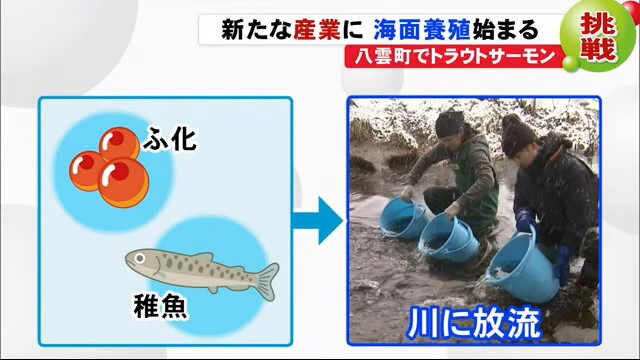 新たな産業に 海面養殖始まる
八雲町でトラウトサーモン
挑戦
ふ化
稚魚
川に放流